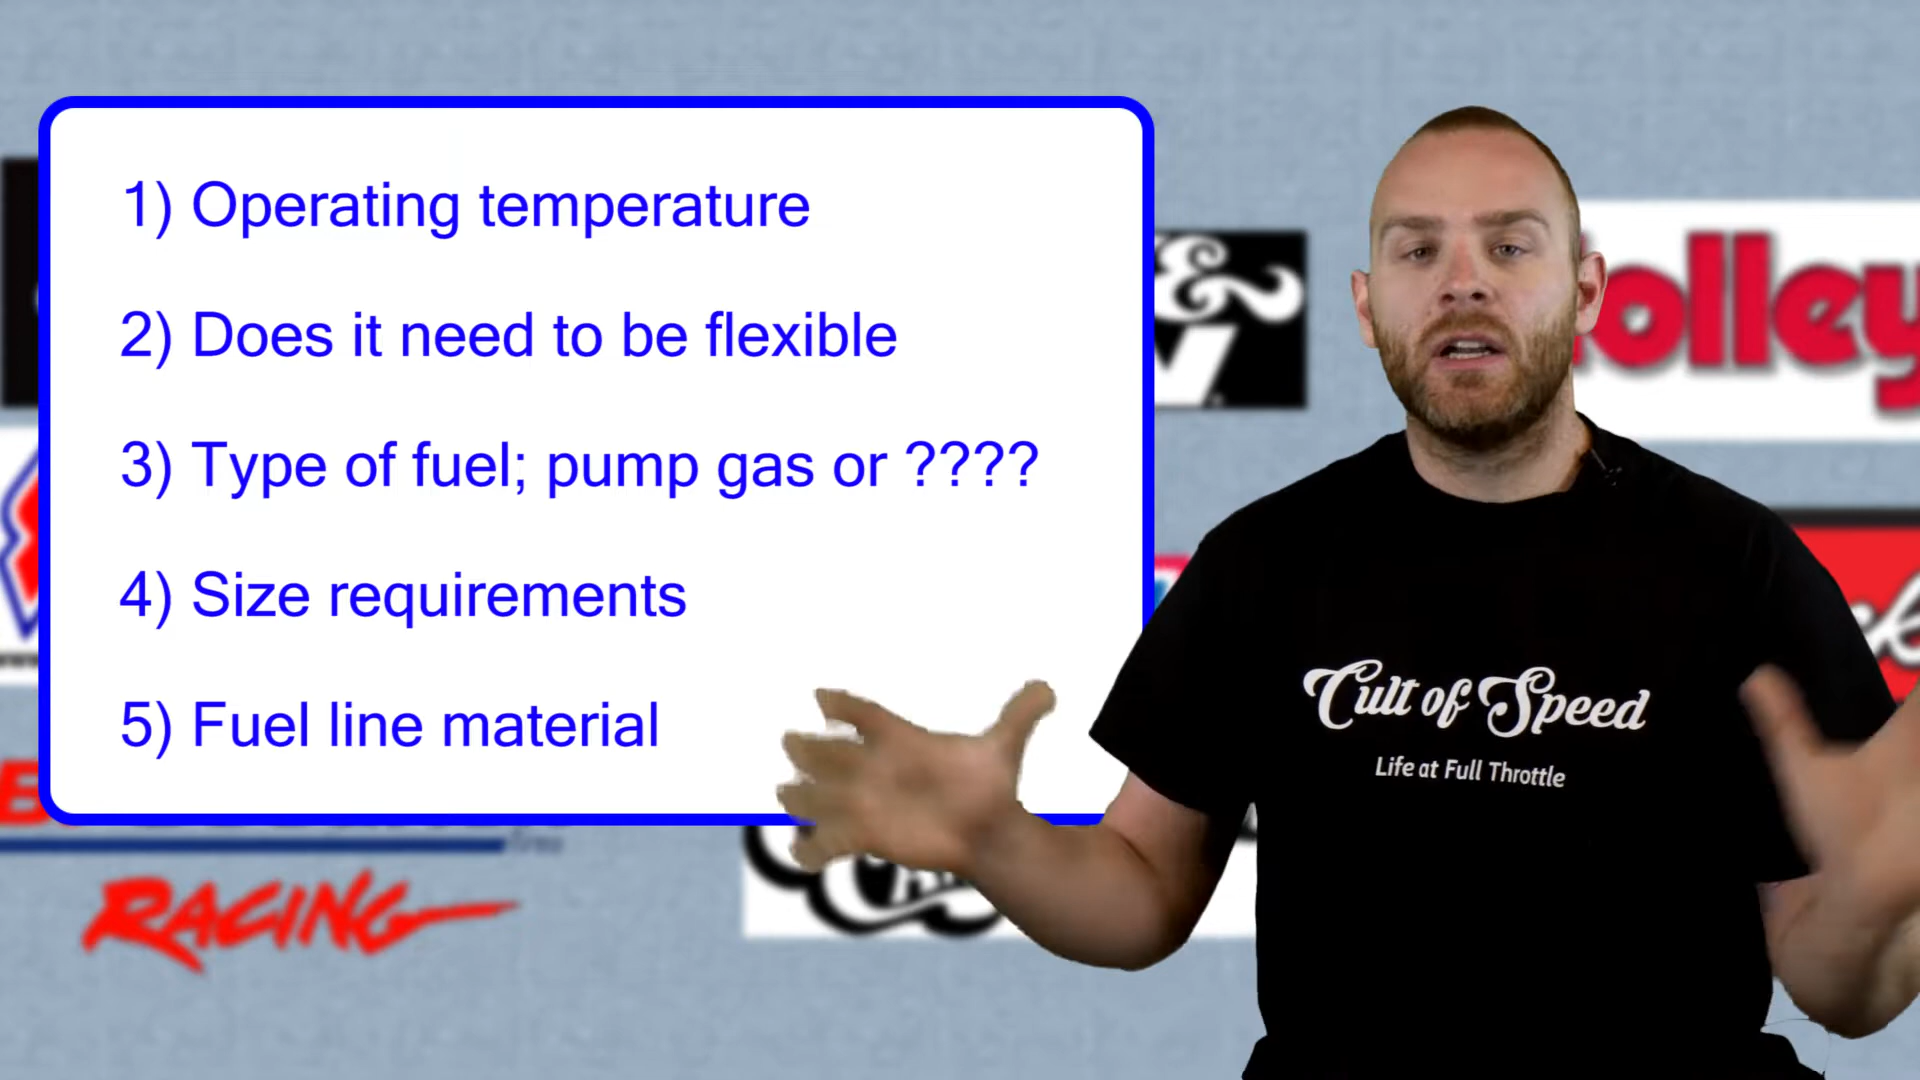 1) Operating temperature
2) Does it need to be flexible
3) Type of fuel; pump gas or ????
4) Size requirements
5) Fuel line material
Cult of Speed
Life at Full Throttle
RACING